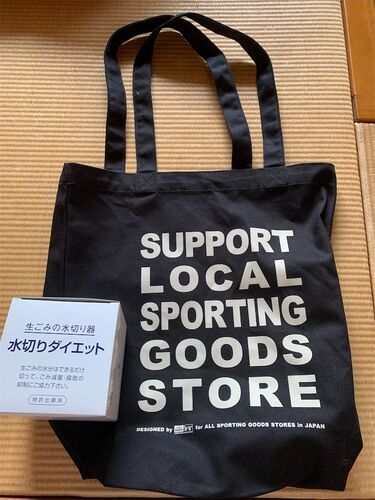 SUPPORT
LOCAL
SPORTING
GOODS
STORE
DESIGNED by for ALL SPORTING GOODS STORES in JAPAN
生ごみの水切り器
水切りダイエット
生ごみの水分はできるだけ
切って。ごみ減量・腐敗の
抑制にご協力下さい。
特許出願済